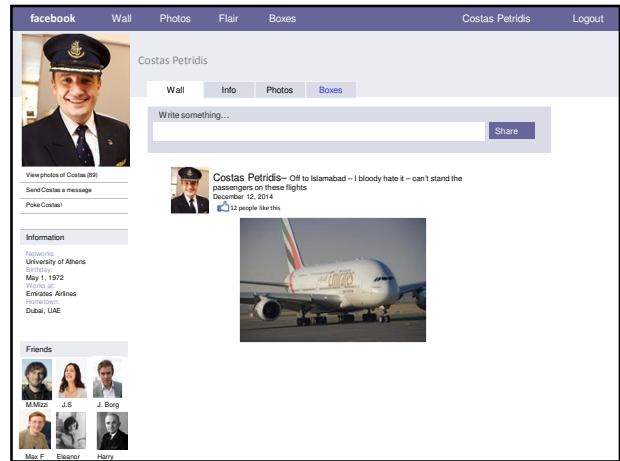 facebook Wall Photos Flair Boxes Costas Petridis Logout
Costas Petridis
Wall Info Photos Boxes
Write something…
Share
View photos of Costas (89)
Send Costas a message
Poke Costas!
Costas Petridis– Off to Islamabad – I bloody hate it – can't stand the
passengers on these flights
December 12, 2014
12 people like this
Emirates
Information
Networks
University of Athens
Birthday:
May 1, 1972
Works at:
Emirates Airlines
Hometown:
Dubai, UAE
Friends
M.Mizzi J.S J. Borg
Max F Eleanor Harry